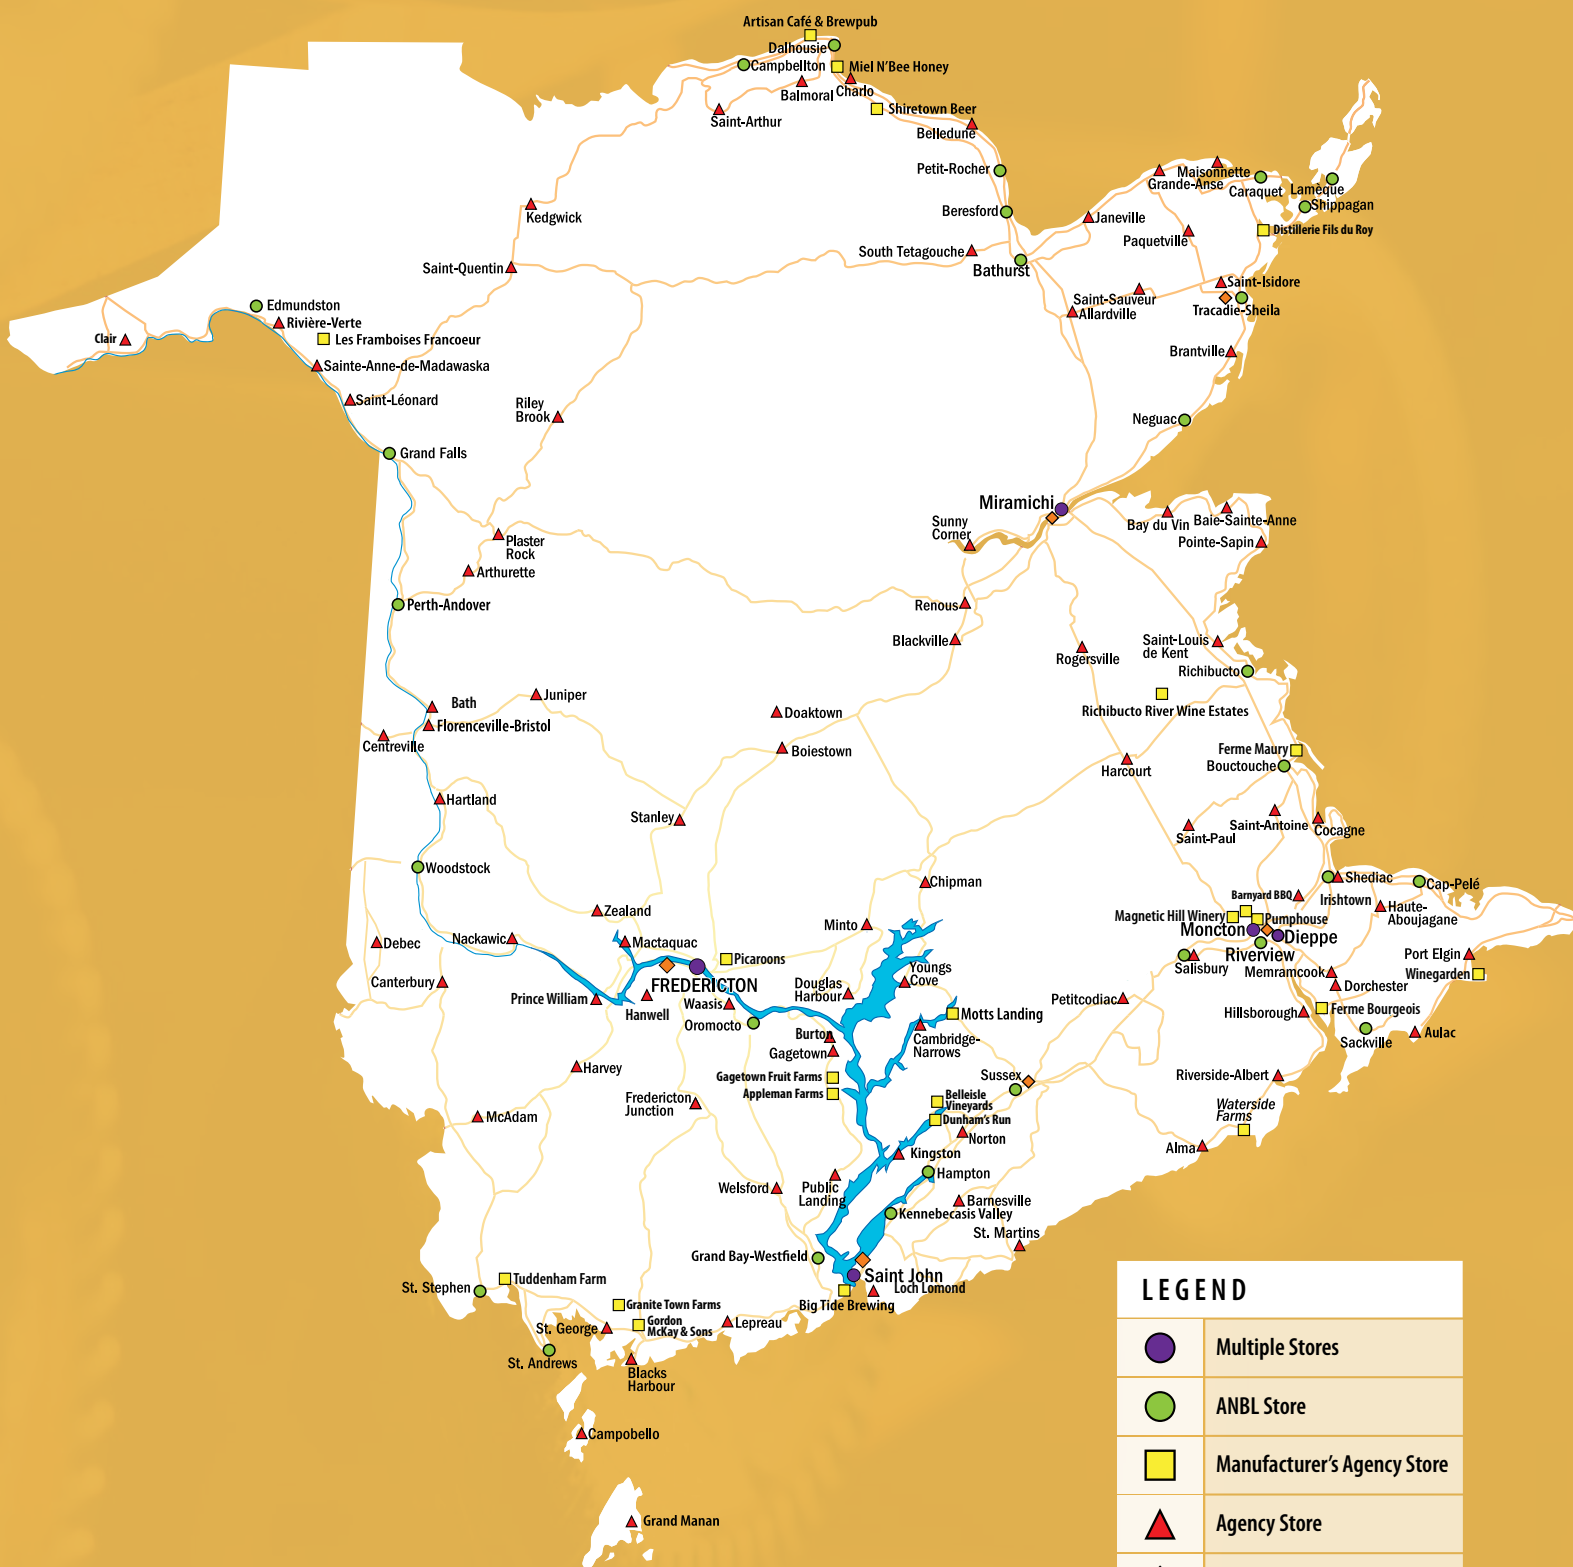 Artisan Café & Brewpub
Dalhousie
Campbellton
Miel N'Bee Honey
Balmoral
Charlo
Saint-Arthur
Shiretown Beer
Belledune
Petit-Rocher
Maisonnette
Grande-Anse
Caraquet
Lamèque
Shippagan
Kedgwick
Beresford
Janeville
Paquetville
Distillerie Fils du Roy
South Tetagouche
Bathurst
Saint-Quentin
Saint-Isidore
Saint-Sauveur
Allardville
Tracadie-Sheila
Edmundston
Rivière-Verte
Clair
Les Framboises Francoeur
Brantville
Sainte-Anne-de-Madawaska
Saint-Léonard
Riley
Brook
Neguac
Grand Falls
Miramichi
Sunny
Corner
Bay du Vin
Baie-Sainte-Anne
Pointe-Sapin
Plaster
Rock
Arthurette
Perth-Andover
Renous
Blackville
Rogersville
Saint-Louis
de Kent
Richibucto
Bath
Juniper
Doaktown
Richibucto River Wine Estates
Florenceville-Bristol
Centreville
Boiestown
Ferme Maury
Bouctouche
Harcourt
Hartland
Stanley
Saint-Antoine
Cocagne
Saint-Paul
Woodstock
Chipman
Shediac
Cap-Pelé
Barnyard BBQ
Irishtown
Haute-
Aboujagane
Zealand
Minto
Magnetic Hill Winery
Pumphouse
Moncton
Dieppe
Debec
Nackawic
Mactaquac
Picaroons
Riverview
Port Elgin
Salisbury
Memramcook
Winegarden
Canterbury
FREDERICTON
Youngs
Cove
Douglas
Harbour
Dorchester
Prince William
Hanwell
Waasis
Petitcodiac
Hillsborough
Ferme Bourgeois
Oromocto
Motts Landing
Burton
Cambridge-
Narrows
Sackville
Aulac
Gagetown
Harvey
Gagetown Fruit Farms
Sussex
Riverside-Albert
Appleman Farms
Fredericton
Junction
Belleisle
Vineyards
Waterside
Farms
McAdam
Dunham's Run
Norton
Alma
Kingston
Hampton
Welsford
Public
Landing
Barnesville
Kennebecasis Valley
St. Martins
Grand Bay-Westfield
Saint John
Loch Lomond
Tuddenham Farm
St. Stephen
Big Tide Brewing
Granite Town Farms
Gordon
McKay & Sons
St. George
Lepreau
St. Andrews
Blacks
Harbour
Campobello
Grand Manan
LEGEND
Multiple Stores
ANBL Store
Manufacturer's Agency Store
Agency Store